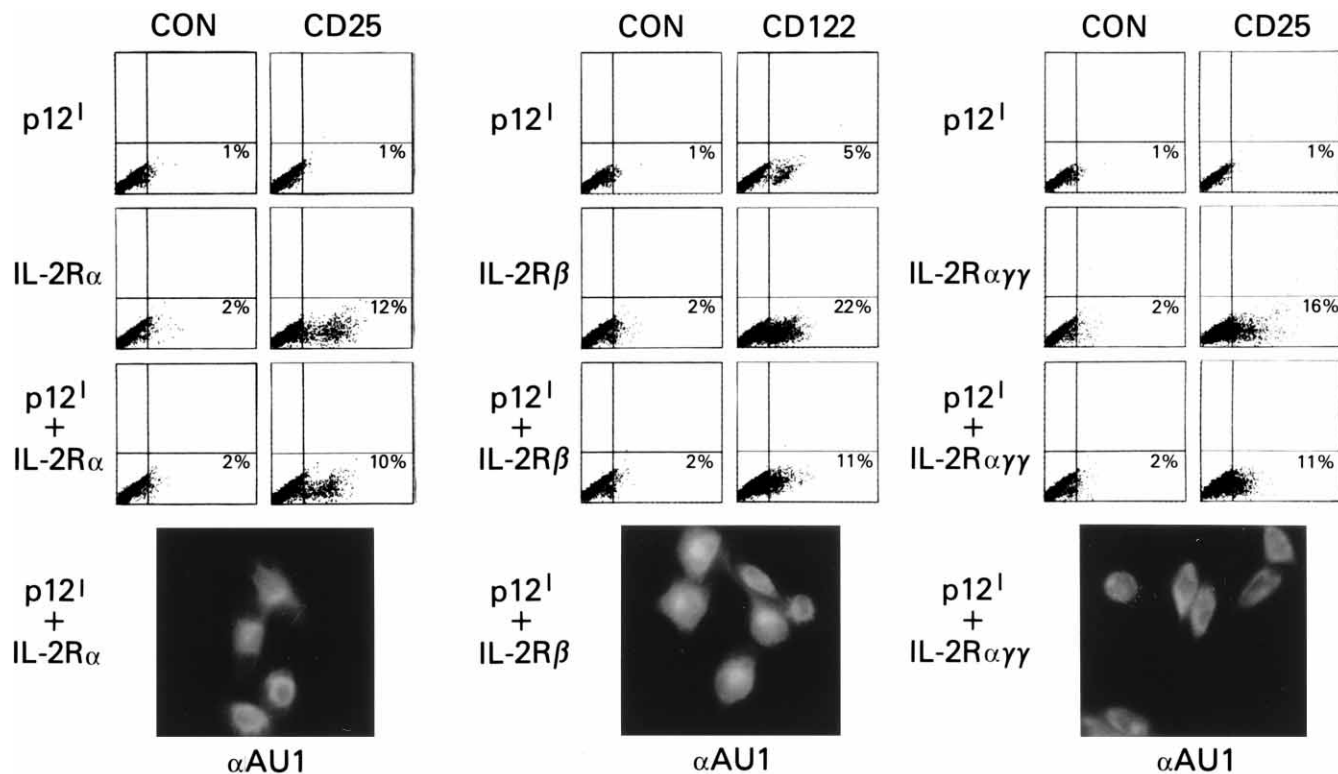 CON CD25 CON CD122 CON CD25
p12ᴵ 1% 1% p12ᴵ 1% 5% p12ᴵ 1% 1%
IL-2Rα 2% 12% IL-2Rβ 2% 22% IL-2Rαγγ 2% 16%
p12ᴵ + IL-2Rα 2% 10% p12ᴵ + IL-2Rβ 2% 11% p12ᴵ + IL-2Rαγγ 2% 11%
p12ᴵ + IL-2Rα p12ᴵ + IL-2Rβ p12ᴵ + IL-2Rαγγ
αAU1 αAU1 αAU1